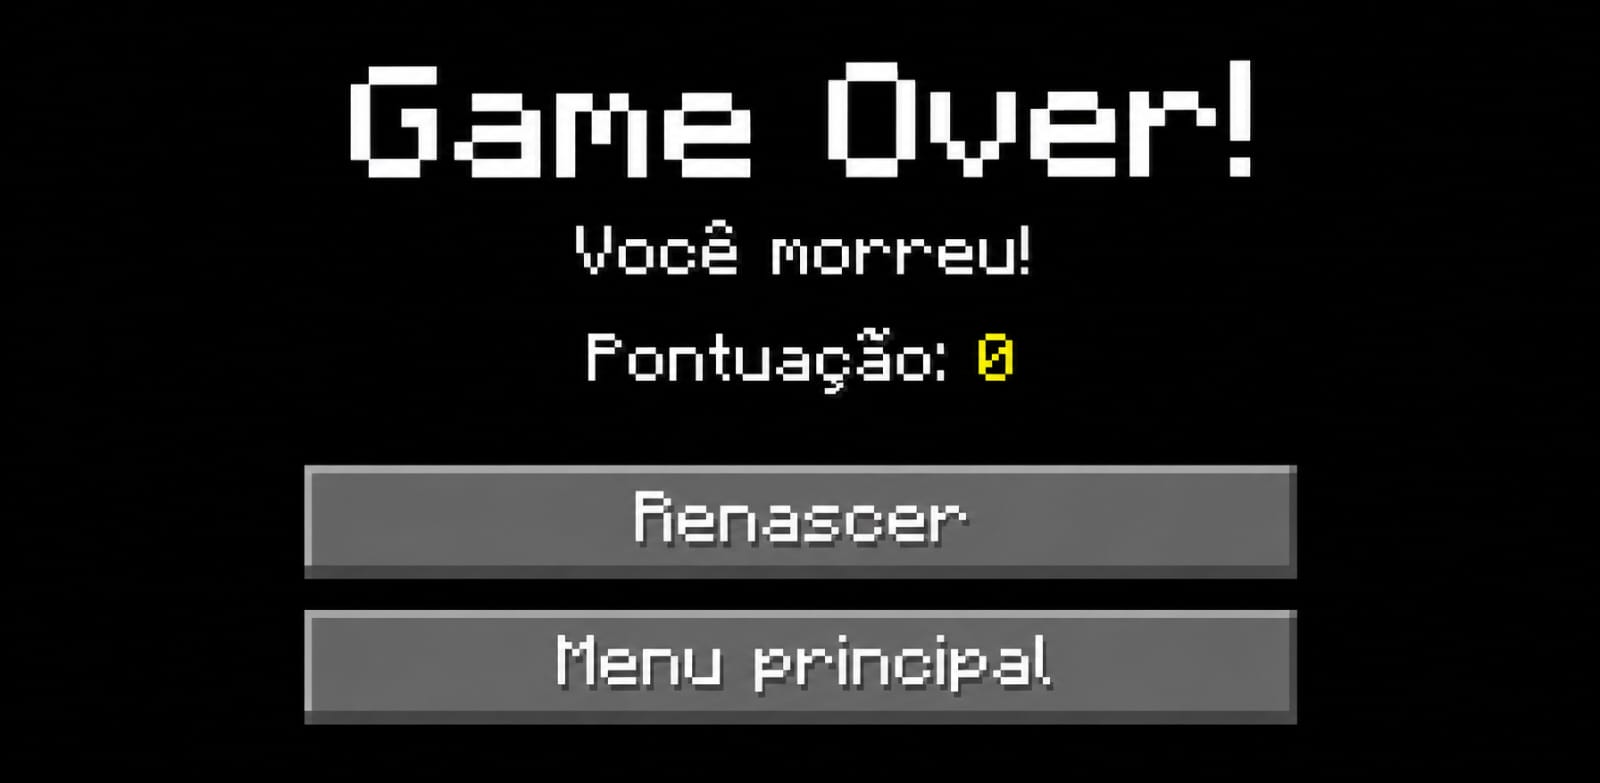 Game Over!
Você morreu!
Pontuação: 0
Renascer
Menu principal